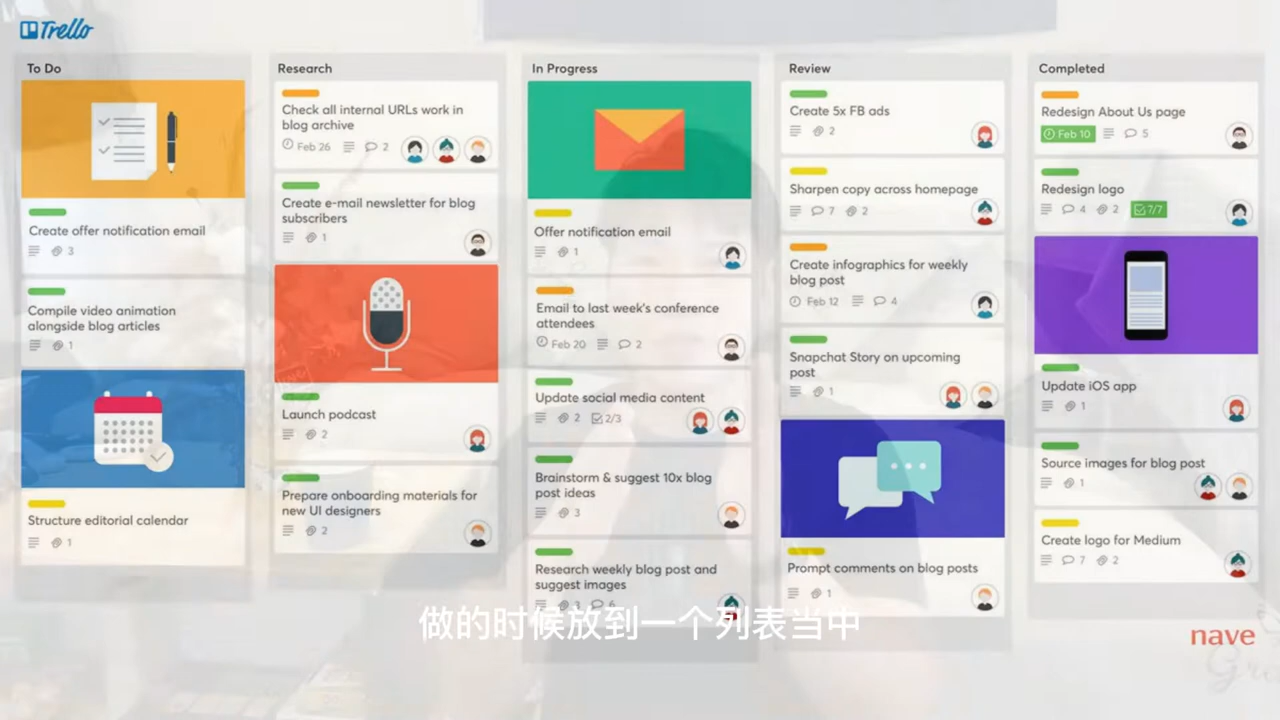 Trello
To Do
Create offer notification email
3
Compile video animation
alongside blog articles
1
Structure editorial calendar
1
Research
Check all internal URLs work in
blog archive
Feb 26
2
Create e-mail newsletter for blog
subscribers
1
Launch podcast
2
Prepare onboarding materials for
new UI designers
2
In Progress
Offer notification email
1
Email to last week's conference
attendees
Feb 20
2
Update social media content
2
2/3
Brainstorm & suggest 10x blog
post ideas
3
Research weekly blog post and
suggest images
3
6
Review
Create 5x FB ads
2
Sharpen copy across homepage
7
2
Create infographics for weekly
blog post
Feb 12
4
Snapchat Story on upcoming
post
1
Prompt comments on blog posts
1
Completed
Redesign About Us page
Feb 10
5
Redesign logo
4
2
7/7
Update iOS app
1
Source images for blog post
1
Create logo for Medium
7
2
做的时候放到一个列表当中
nave